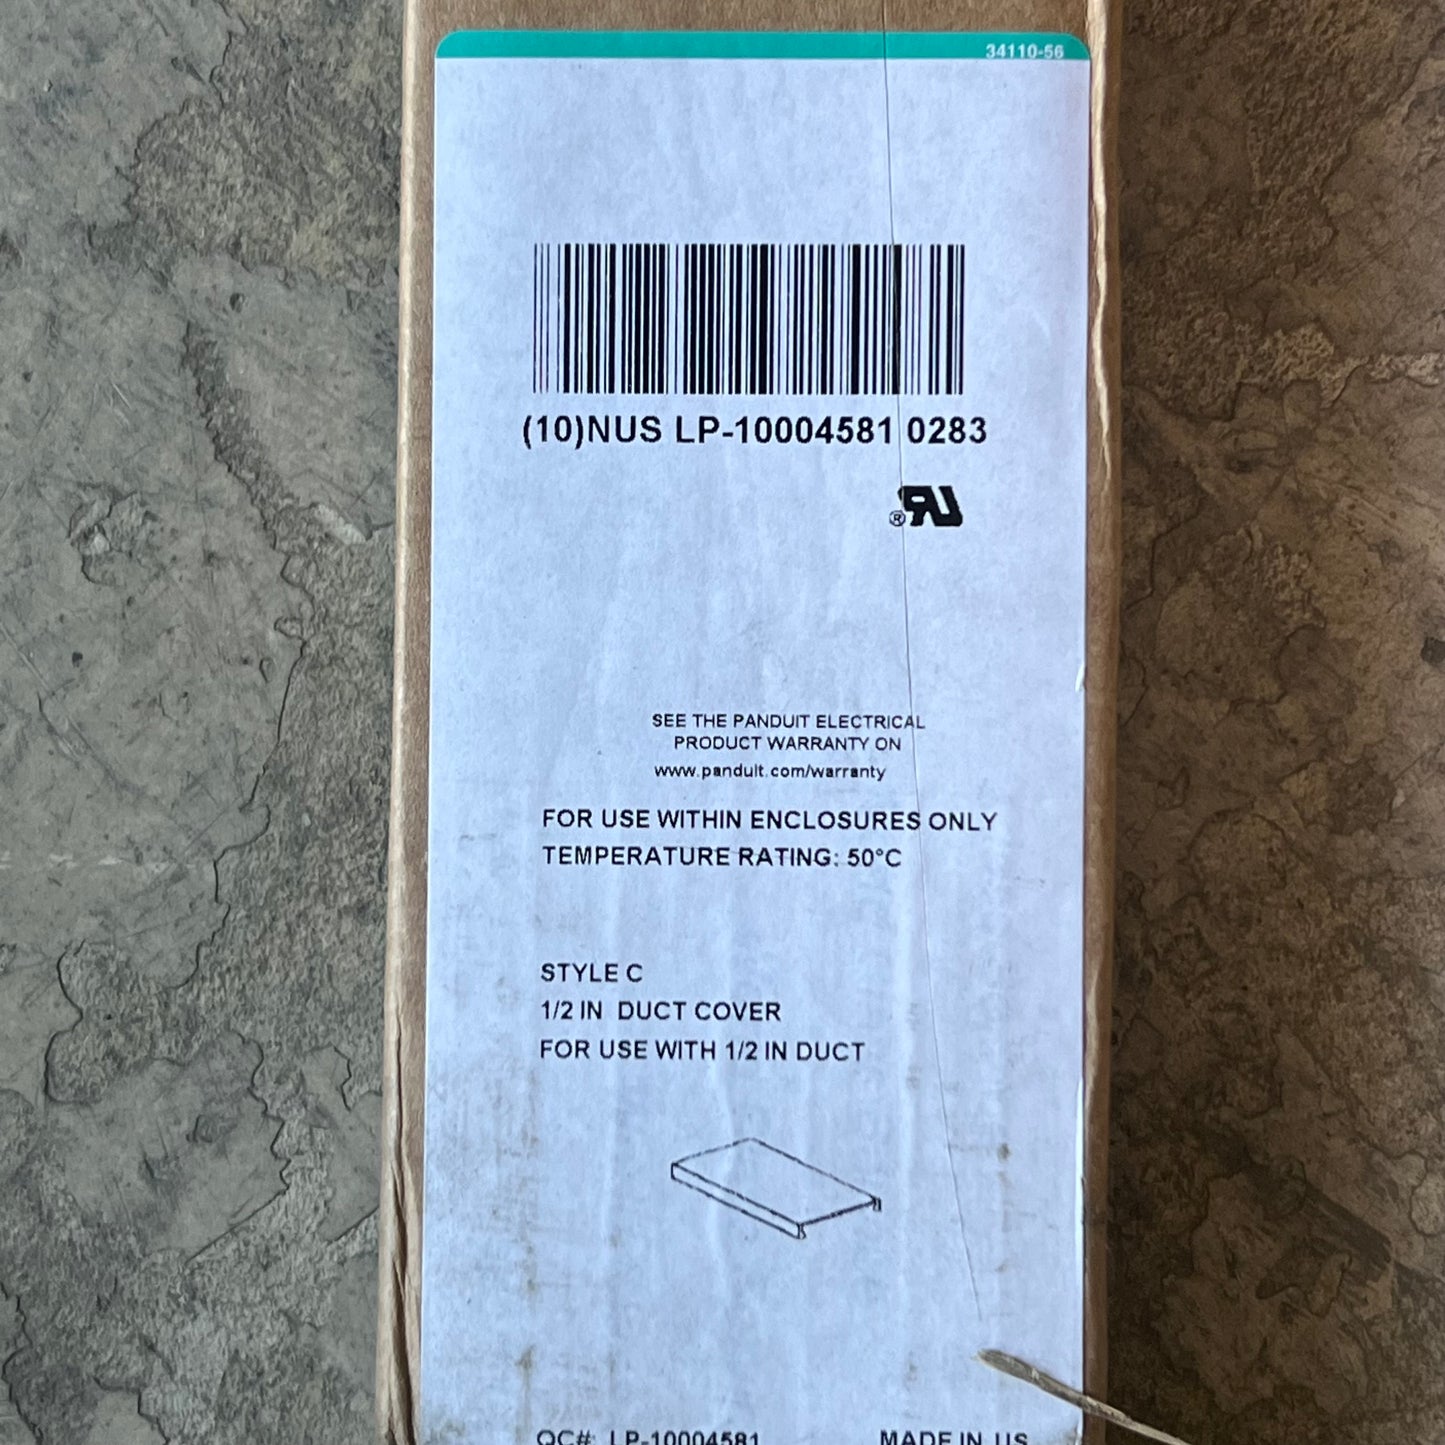 34110-56
(10)NUS LP-10004581 0283
®
SEE THE PANDUIT ELECTRICAL
PRODUCT WARRANTY ON
www.panduit.com/warranty
FOR USE WITHIN ENCLOSURES ONLY
TEMPERATURE RATING: 50°C
STYLE C
1/2 IN DUCT COVER
FOR USE WITH 1/2 IN DUCT
QC# LP-10004581 MADE IN US